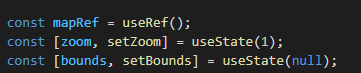 const mapRef = useRef();
const [zoom, setZoom] = useState(1);
const [bounds, setBounds] = useState(null);